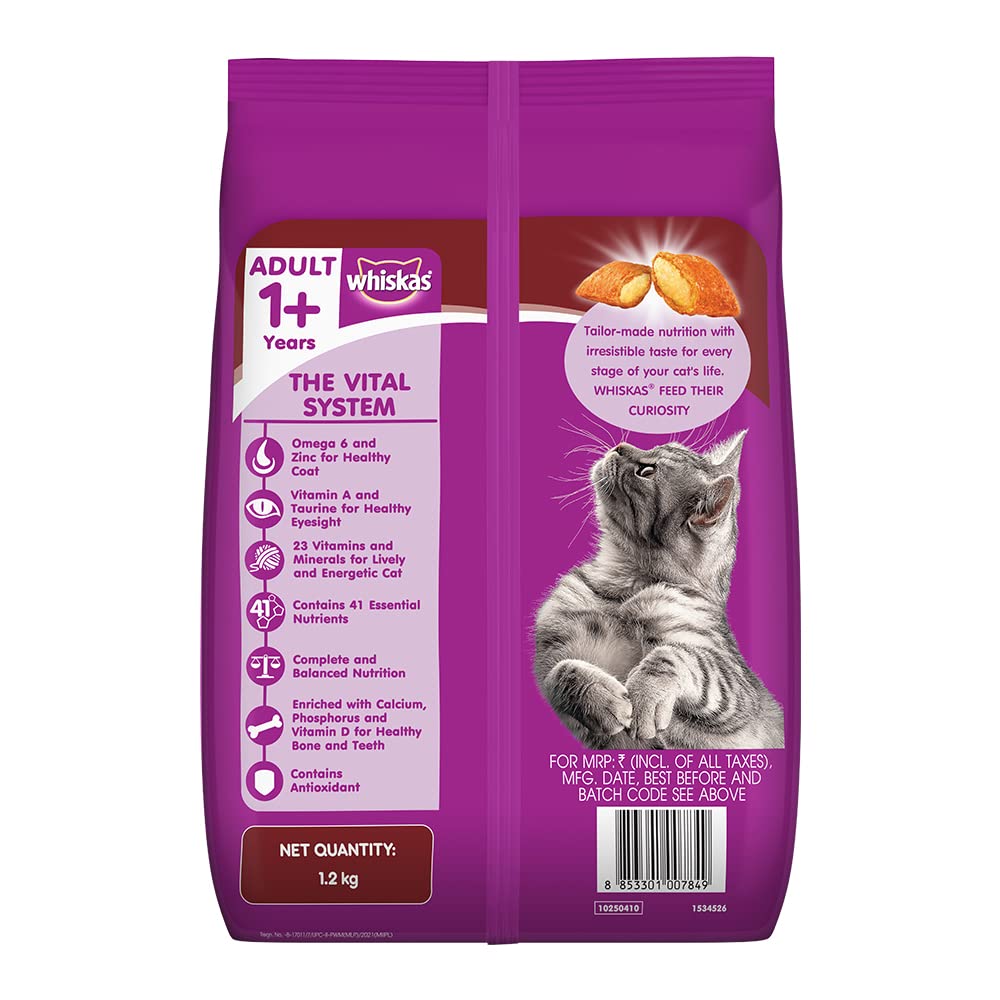 ADULT
1+
Years
whiskas®
THE VITAL
SYSTEM
Omega 6 and
Zinc for Healthy
Coat
Vitamin A and
Taurine for Healthy
Eyesight
23 Vitamins and
Minerals for Lively
and Energetic Cat
41
Contains 41 Essential
Nutrients
Complete and
Balanced Nutrition
Enriched with Calcium,
Phosphorus and
Vitamin D for Healthy
Bone and Teeth
Contains
Antioxidant
NET QUANTITY:
1.2 kg
Tailor-made nutrition with
irresistible taste for every
stage of your cat's life.
WHISKAS® FEED THEIR
CURIOSITY
FOR MRP: ₹ (INCL. OF ALL TAXES),
MFG. DATE, BEST BEFORE AND
BATCH CODE SEE ABOVE
8 853301 007849
10250410 1534526